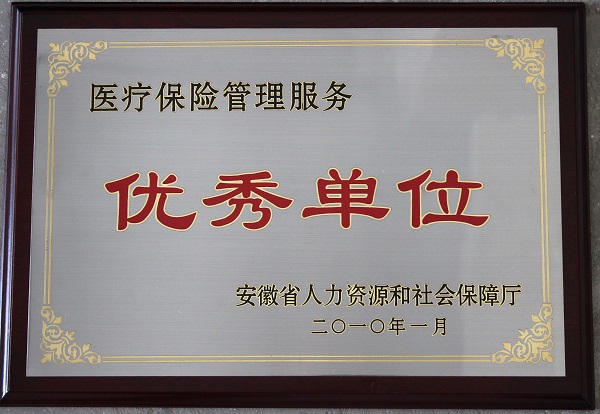 医疗保险管理服务
优秀单位
安徽省人力资源和社会保障厅
二〇一〇年一月